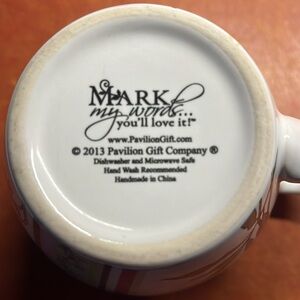 MARK
my words...
you'll love it!™
www.PavilionGift.com
© 2013 Pavilion Gift Company ®
Dishwasher and Microwave Safe
Hand Wash Recommended
Handmade in China